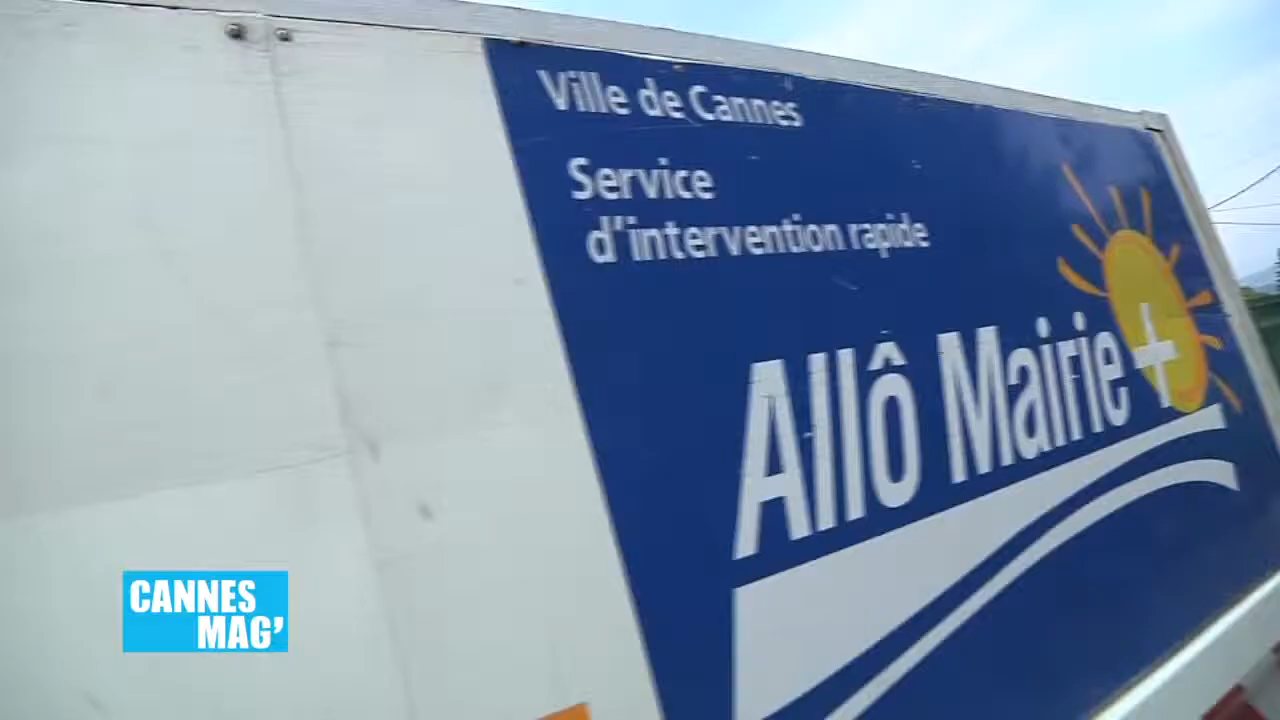 Ville de Cannes
Service
d'intervention rapide
Allô Mairie+
CANNES
MAG'